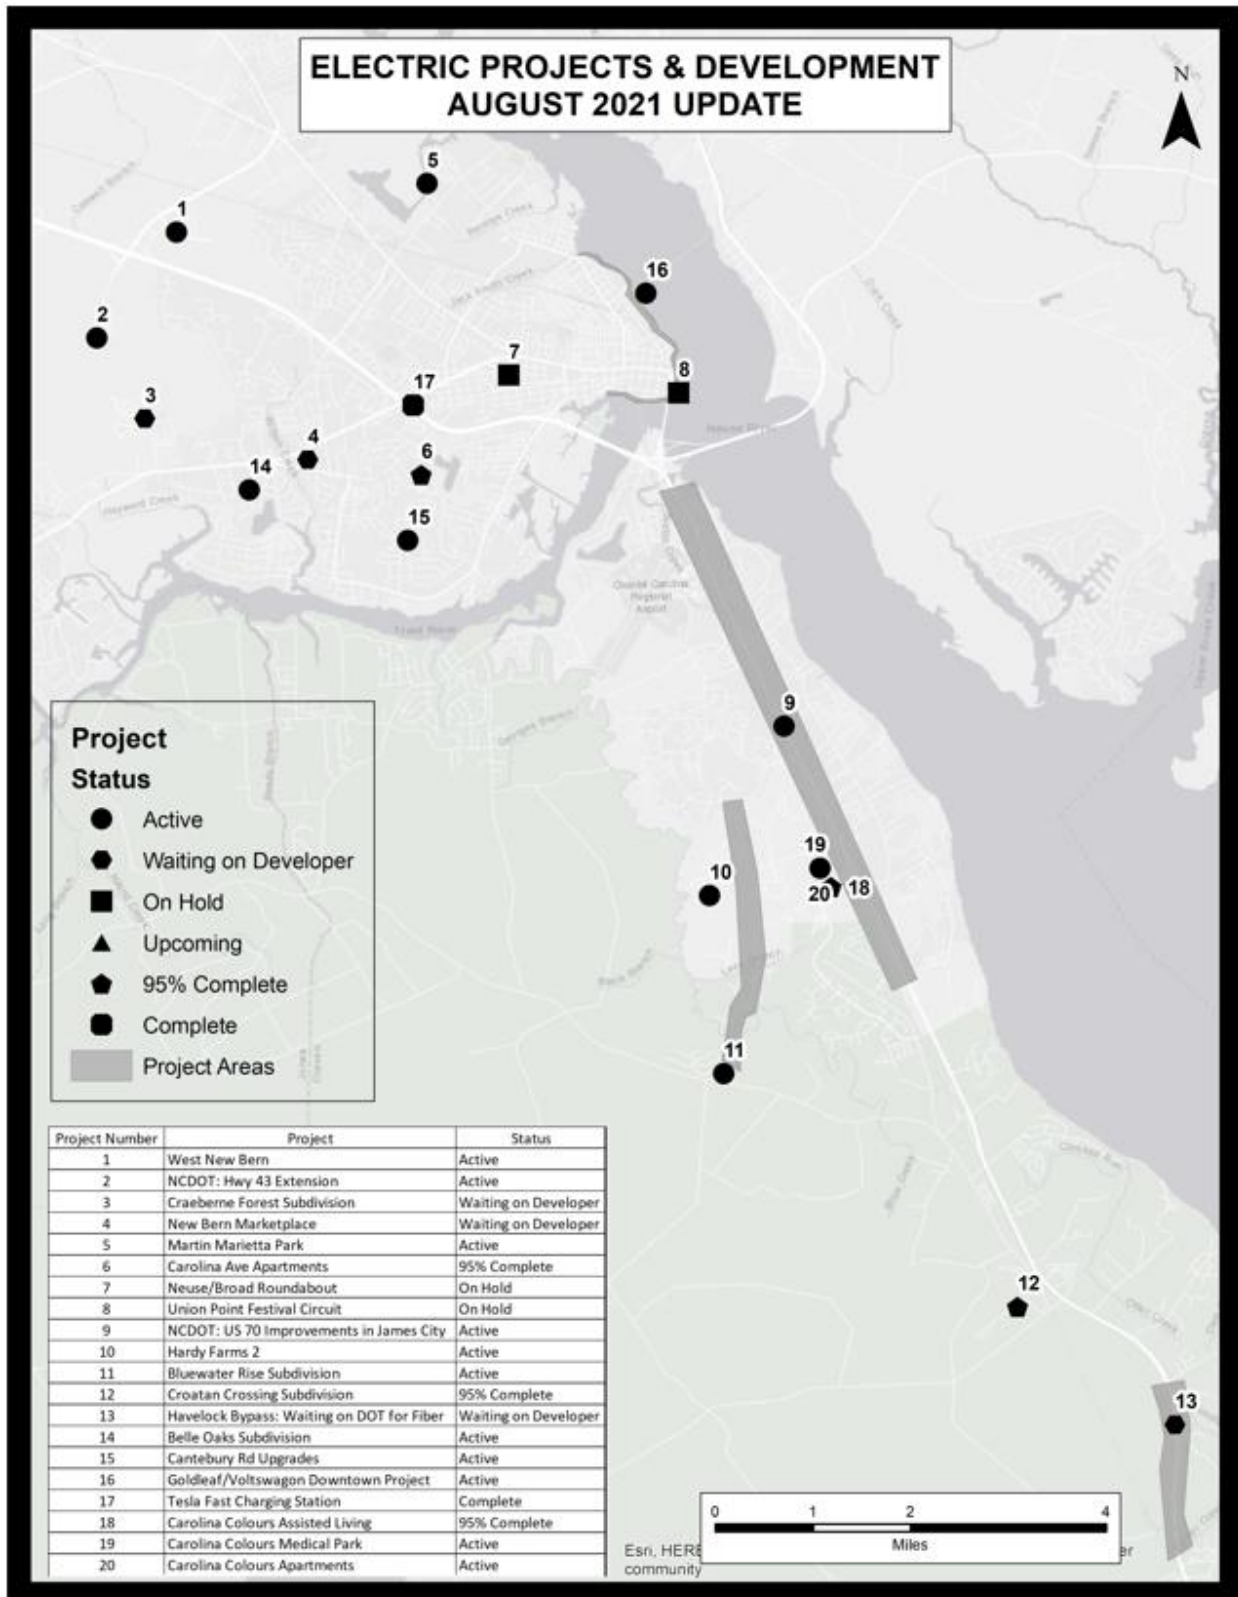 ELECTRIC PROJECTS & DEVELOPMENT
AUGUST 2021 UPDATE
N
5
1
16
2
7
8
3
17
4
6
14
15
Neuse River
Coastal Carolina
Regional
Airport
Trent River
9
19
10
20 18
11
12
13
Project
Status
Active
Waiting on Developer
On Hold
Upcoming
95% Complete
Complete
Project Areas
Project Number Project Status
1 West New Bern Active
2 NCDOT: Hwy 43 Extension Active
3 Craeberne Forest Subdivision Waiting on Developer
4 New Bern Marketplace Waiting on Developer
5 Martin Marietta Park Active
6 Carolina Ave Apartments 95% Complete
7 Neuse/Broad Roundabout On Hold
8 Union Point Festival Circuit On Hold
9 NCDOT: US 70 Improvements in James City Active
10 Hardy Farms 2 Active
11 Bluewater Rise Subdivision Active
12 Croatan Crossing Subdivision 95% Complete
13 Havelock Bypass: Waiting on DOT for Fiber Waiting on Developer
14 Belle Oaks Subdivision Active
15 Cantebury Rd Upgrades Active
16 Goldleaf/Voltswagon Downtown Project Active
17 Tesla Fast Charging Station Complete
18 Carolina Colours Assisted Living 95% Complete
19 Carolina Colours Medical Park Active
20 Carolina Colours Apartments Active
0 1 2 4
Miles
Esri, HERE
community